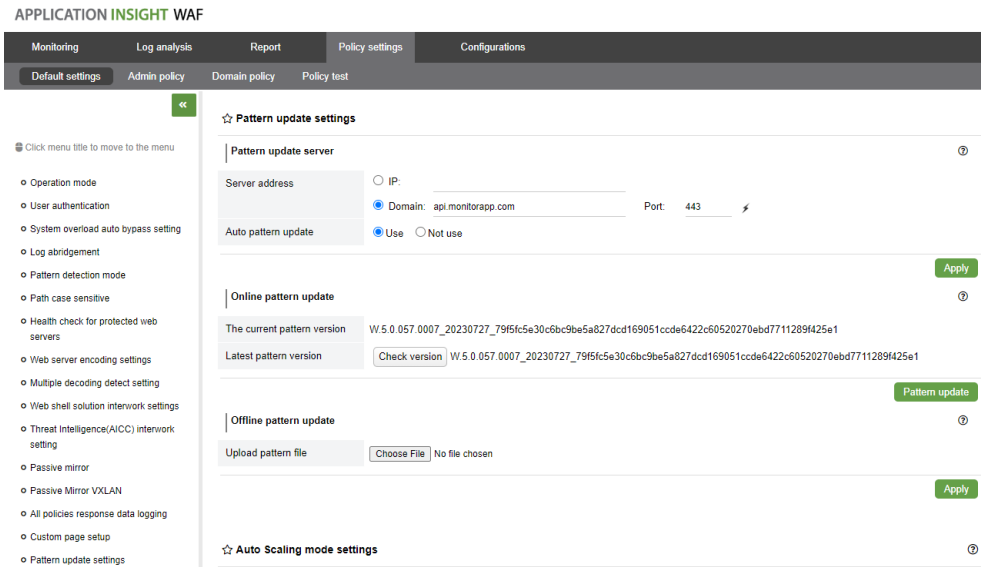 APPLICATION INSIGHT WAF
Monitoring Log analysis Report Policy settings Configurations
Default settings Admin policy Domain policy Policy test
«
Click menu title to move to the menu
Operation mode
User authentication
System overload auto bypass setting
Log abridgement
Pattern detection mode
Path case sensitive
Health check for protected web
servers
Web server encoding settings
Multiple decoding detect setting
Web shell solution interwork settings
Threat Intelligence(AICC) interwork
setting
Passive mirror
Passive Mirror VXLAN
All policies response data logging
Custom page setup
Pattern update settings
☆ Pattern update settings
Pattern update server ?
Server address IP:
Domain: api.monitorapp.com Port: 443
Auto pattern update Use Not use
Apply
Online pattern update ?
The current pattern version W.5.0.057.0007_20230727_79f5fc5e30c6bc9be5a827dcd169051ccde6422c60520270ebd7711289f425e1
Latest pattern version Check version W.5.0.057.0007_20230727_79f5fc5e30c6bc9be5a827dcd169051ccde6422c60520270ebd7711289f425e1
Pattern update
Offline pattern update ?
Upload pattern file Choose File No file chosen
Apply
☆ Auto Scaling mode settings ?